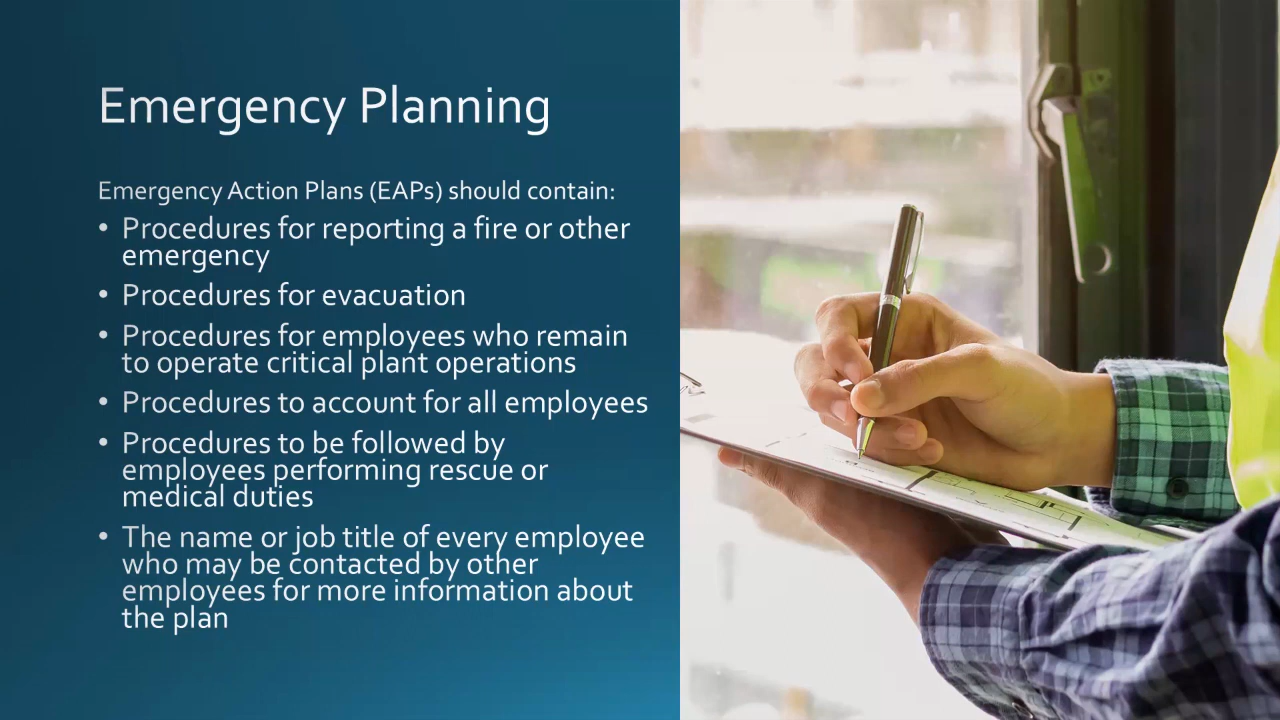 Emergency Planning
Emergency Action Plans (EAPs) should contain:
• Procedures for reporting a fire or other
emergency
• Procedures for evacuation
• Procedures for employees who remain
to operate critical plant operations
• Procedures to account for all employees
• Procedures to be followed by
employees performing rescue or
medical duties
• The name or job title of every employee
who may be contacted by other
employees for more information about
the plan